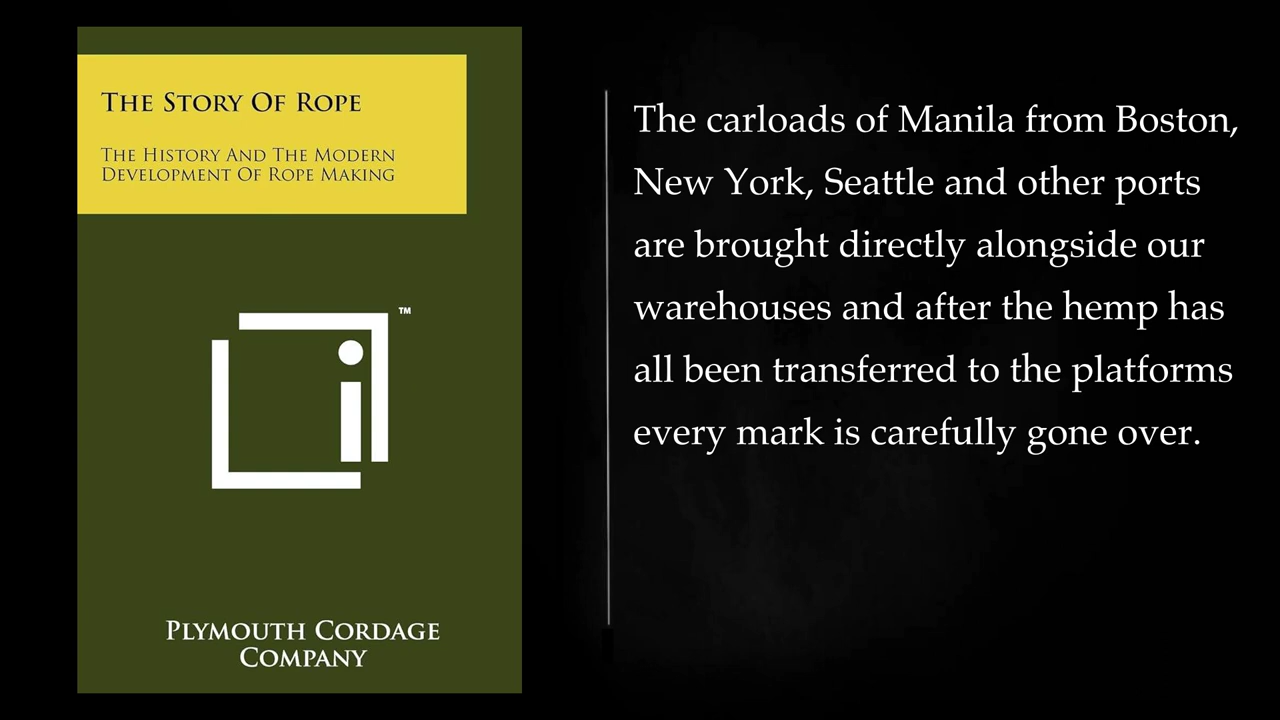 THE STORY OF ROPE
THE HISTORY AND THE MODERN
DEVELOPMENT OF ROPE MAKING
TM
PLYMOUTH CORDAGE
COMPANY
The carloads of Manila from Boston,
New York, Seattle and other ports
are brought directly alongside our
warehouses and after the hemp has
all been transferred to the platforms
every mark is carefully gone over.